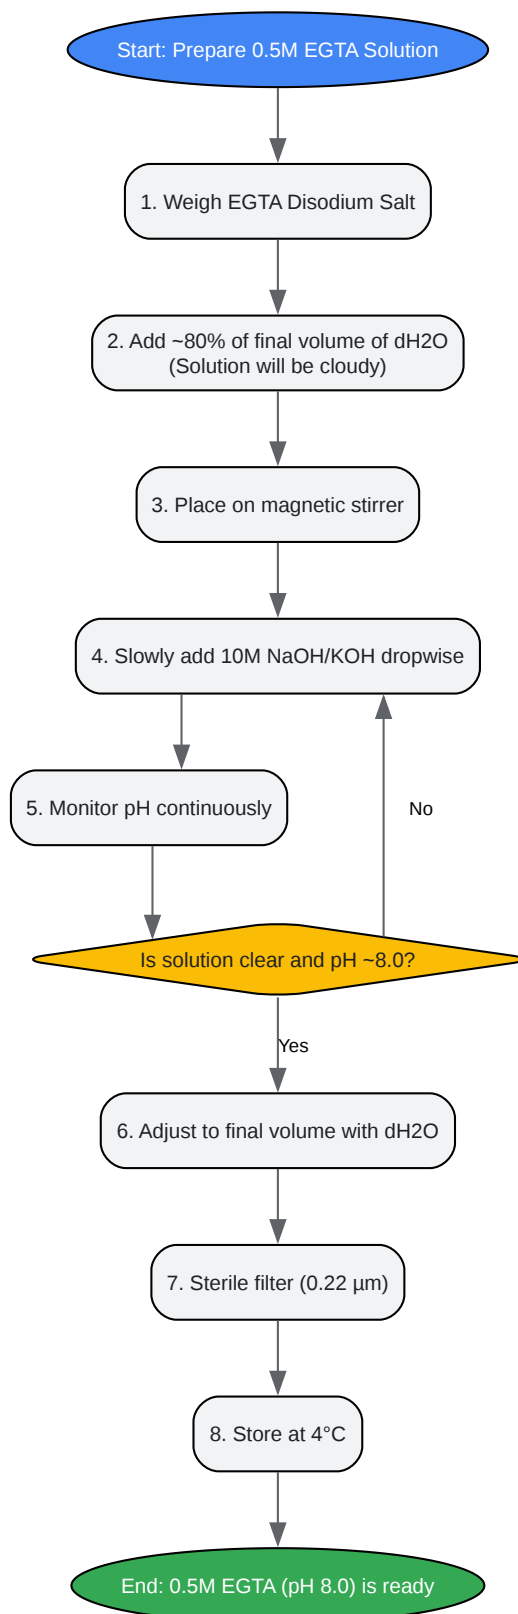 Start: Prepare 0.5M EGTA Solution
1. Weigh EGTA Disodium Salt
2. Add ~80% of final volume of dH2O
(Solution will be cloudy)
3. Place on magnetic stirrer
4. Slowly add 10M NaOH/KOH dropwise
5. Monitor pH continuously
No
Is solution clear and pH ~8.0?
Yes
6. Adjust to final volume with dH2O
7. Sterile filter (0.22 µm)
8. Store at 4°C
End: 0.5M EGTA (pH 8.0) is ready